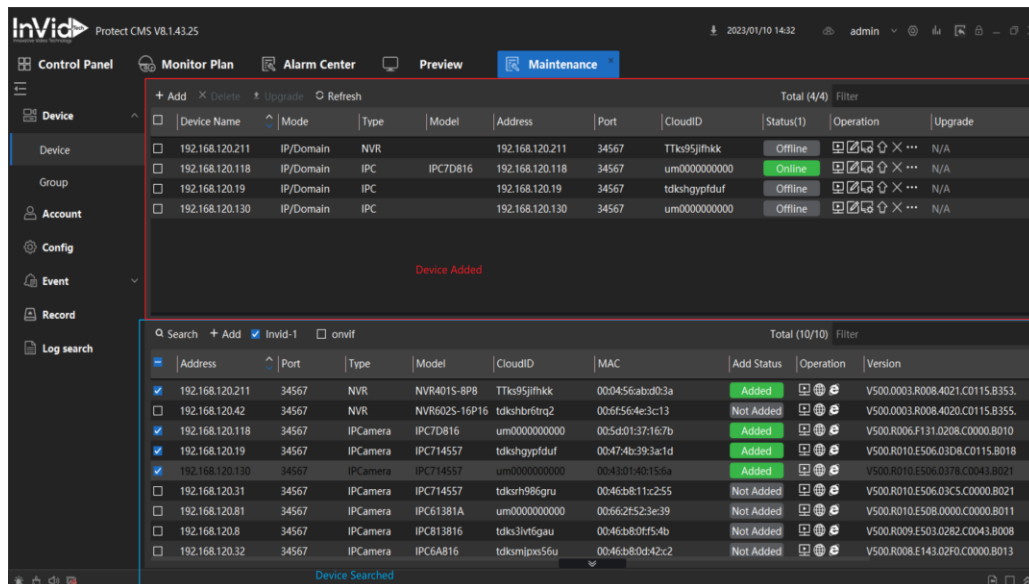 InVid Tech Protect CMS V8.1.43.25 2023/01/10 14:32 admin
Innovative Video Technology
Control Panel Monitor Plan Alarm Center Preview Maintenance
+ Add Delete Upgrade Refresh Total (4/4) Filter
Device
Device Name Mode Type Model Address Port CloudID Status(1) Operation Upgrade
Device 192.168.120.211 IP/Domain NVR 192.168.120.211 34567 TTks95jifhkk Offline N/A
192.168.120.118 IP/Domain IPC IPC7D816 192.168.120.118 34567 um0000000000 Online N/A
Group 192.168.120.19 IP/Domain IPC 192.168.120.19 34567 tdkshgypfduf Offline N/A
Account 192.168.120.130 IP/Domain IPC 192.168.120.130 34567 um0000000000 Offline N/A
Config
Device Added
Event
Record
Search + Add Invid-1 onvif Total (10/10) Filter
Log search
Address Port Type Model CloudID MAC Add Status Operation Version
192.168.120.211 34567 NVR NVR401S-8P8 TTks95jifhkk 00:04:56:ab:d0:3a Added V500.0003.R008.4021.C0115.B353.
192.168.120.42 34567 NVR NVR602S-16P16 tdkshbr6trq2 00:6f:56:4e:3c:13 Not Added V500.0003.R008.4020.C0115.B355.
192.168.120.118 34567 IPCamera IPC7D816 um0000000000 00:5d:01:37:16:7b Added V500.R006.F131.0208.C0000.B010
192.168.120.19 34567 IPCamera IPC714557 tdkshgypfduf 00:47:4b:39:3a:1d Added V500.R010.E506.03D8.C0115.B018
192.168.120.130 34567 IPCamera IPC714557 um0000000000 00:43:01:40:15:6a Added V500.R010.E506.0378.C0043.B021
192.168.120.31 34567 IPCamera IPC714557 tdksrh986gru 00:46:b8:11:c2:55 Not Added V500.R010.E506.03C5.C0000.B021
192.168.120.81 34567 IPCamera IPC61381A um0000000000 00:66:2f:52:3e:39 Not Added V500.R010.E50B.0000.C0000.B011
192.168.120.8 34567 IPCamera IPC813816 tdks3ivt6gau 00:46:b8:0f:f5:4b Not Added V500.R009.E503.0282.C0043.B008
192.168.120.32 34567 IPCamera IPC6A816 tdksmjpxs56u 00:46:b8:0d:42:c2 Not Added V500.R008.E143.02F0.C0000.B013
Device Searched